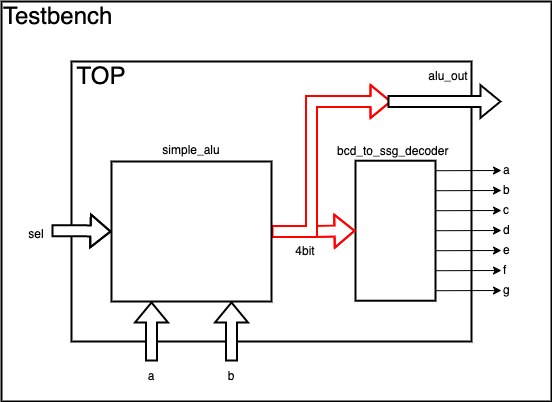 Testbench
TOP
alu_out
simple_alu
bcd_to_ssg_decoder
a
b
c
sel
d
4bit
e
f
g
a
b